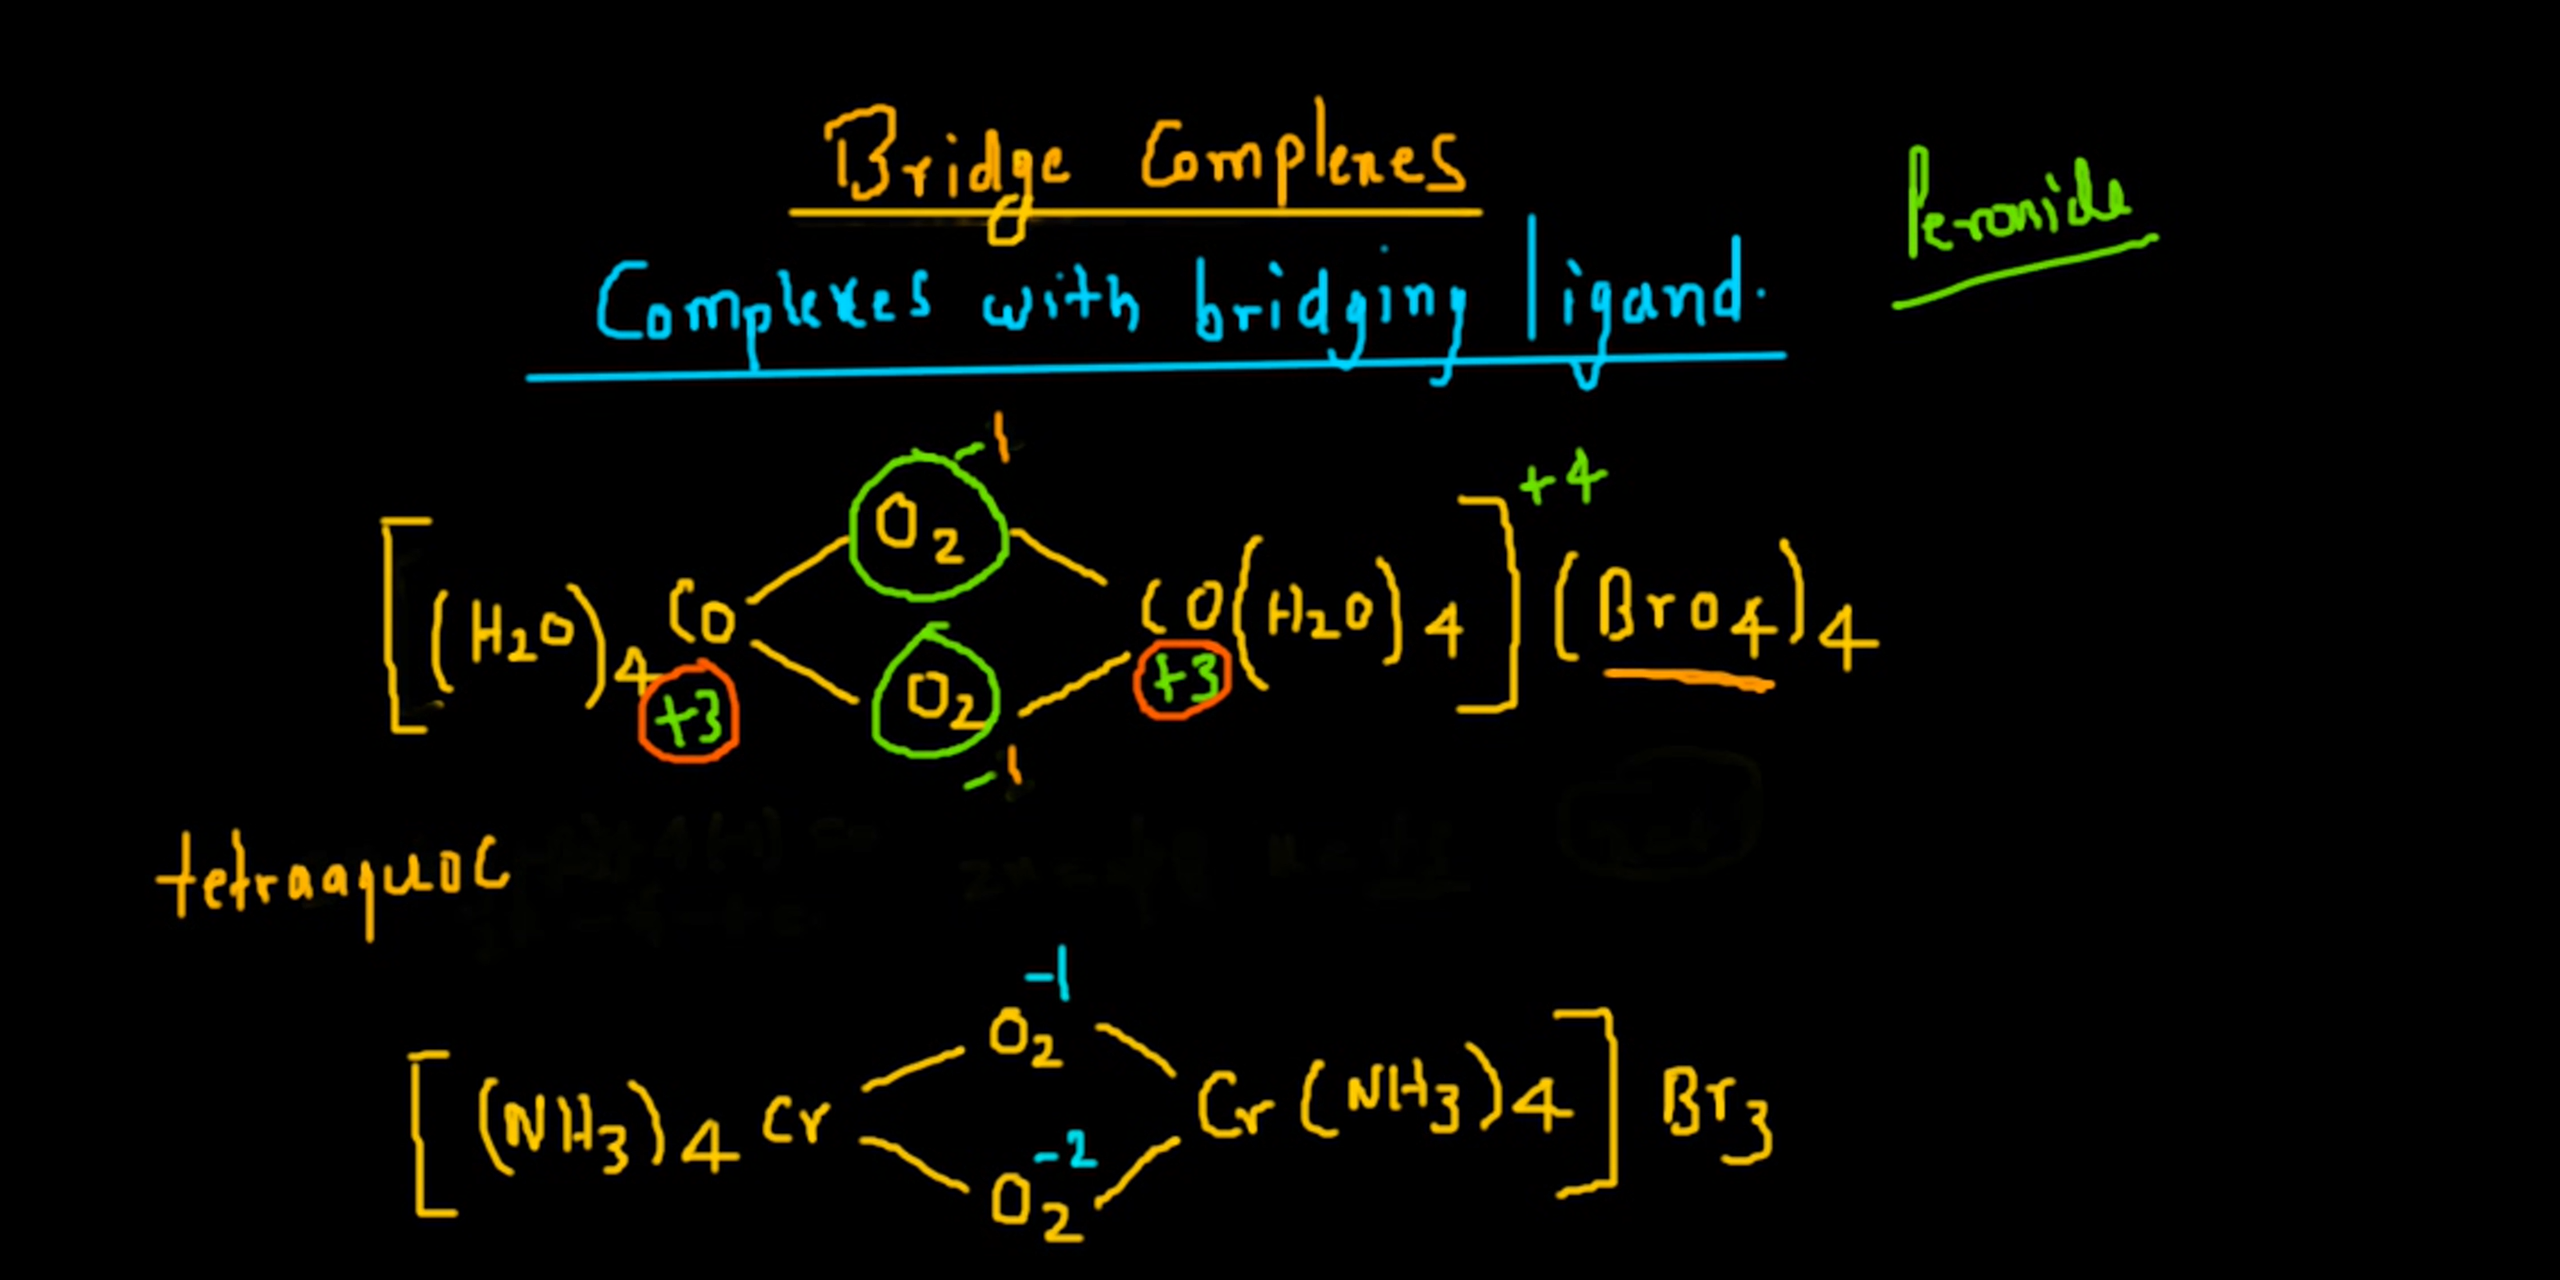 Bridge Complexes
Peroxide
Complexes with bridging ligand.
[(H2O)4 Co O2 -1 O2 -1 CO(H2O)4]+4 (BrO4)4
+3 +3
tetraaquoC
[(NH3)4 Cr O2 -1 O2 -2 Cr(NH3)4] Br3